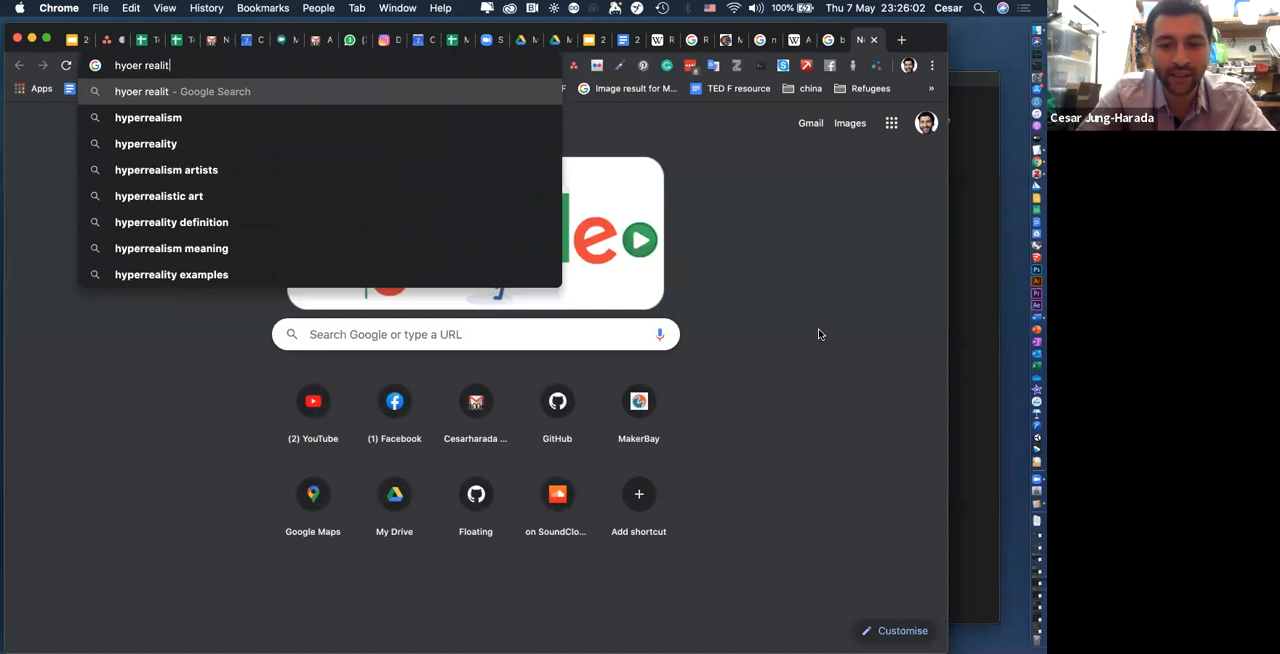 Chrome File Edit View History Bookmarks People Tab Window Help 100% Thu 7 May 23:26:02 Cesar
hyoer realit
Apps
hyoer realit - Google Search
Image result for M... TED F resource china Refugees »
hyperrealism
hyperreality
hyperrealism artists
hyperrealistic art
hyperreality definition
hyperrealism meaning
hyperreality examples
Gmail Images
Cesar Jung-Harada
Search Google or type a URL
(2) YouTube (1) Facebook Cesarharada ... GitHub MakerBay
Google Maps My Drive Floating on SoundClo... Add shortcut
Customise